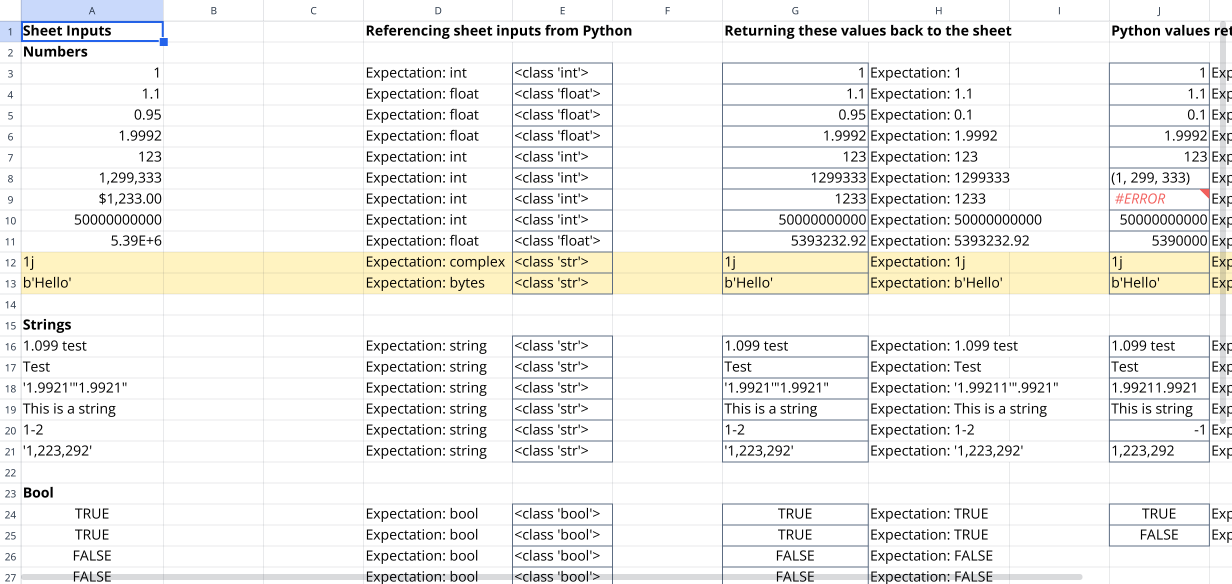 A B C D E F G H I J
1 Sheet Inputs Referencing sheet inputs from Python Returning these values back to the sheet Python values ret
2 Numbers
3 1 Expectation: int <class 'int'> 1 Expectation: 1 1 Exp
4 1.1 Expectation: float <class 'float'> 1.1 Expectation: 1.1 1.1 Exp
5 0.95 Expectation: float <class 'float'> 0.95 Expectation: 0.1 0.1 Exp
6 1.9992 Expectation: float <class 'float'> 1.9992 Expectation: 1.9992 1.9992 Exp
7 123 Expectation: int <class 'int'> 123 Expectation: 123 123 Exp
8 1,299,333 Expectation: int <class 'int'> 1299333 Expectation: 1299333 (1, 299, 333) Exp
9 $1,233.00 Expectation: int <class 'int'> 1233 Expectation: 1233 #ERROR Exp
10 50000000000 Expectation: int <class 'int'> 50000000000 Expectation: 50000000000 50000000000 Exp
11 5.39E+6 Expectation: float <class 'float'> 5393232.92 Expectation: 5393232.92 5390000 Exp
12 1j Expectation: complex <class 'str'> 1j Expectation: 1j 1j Exp
13 b'Hello' Expectation: bytes <class 'str'> b'Hello' Expectation: b'Hello' b'Hello' Exp
14
15 Strings
16 1.099 test Expectation: string <class 'str'> 1.099 test Expectation: 1.099 test 1.099 test Exp
17 Test Expectation: string <class 'str'> Test Expectation: Test Test Exp
18 '1.9921'"1.9921" Expectation: string <class 'str'> '1.9921'"1.9921" Expectation: '1.99211'".9921" 1.99211.9921 Exp
19 This is a string Expectation: string <class 'str'> This is a string Expectation: This is a string This is string Exp
20 1-2 Expectation: string <class 'str'> 1-2 Expectation: 1-2 -1 Exp
21 '1,223,292' Expectation: string <class 'str'> '1,223,292' Expectation: '1,223,292' 1,223,292 Exp
22
23 Bool
24 TRUE Expectation: bool <class 'bool'> TRUE Expectation: TRUE TRUE Exp
25 TRUE Expectation: bool <class 'bool'> TRUE Expectation: TRUE FALSE Exp
26 FALSE Expectation: bool <class 'bool'> FALSE Expectation: FALSE
27 FALSE Expectation: bool <class 'bool'> FALSE Expectation: FALSE